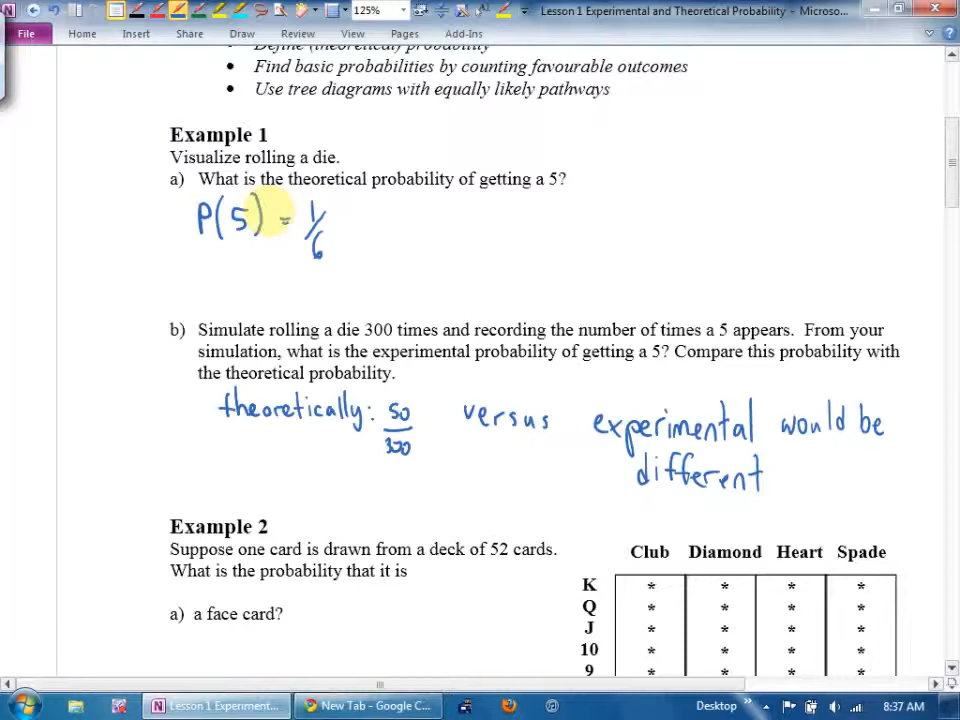 125%
Lesson 1 Experimental and Theoretical Probability - Microso...
File Home Insert Share Draw Review View Pages Add-Ins
• Define (theoretical) probability
• Find basic probabilities by counting favourable outcomes
• Use tree diagrams with equally likely pathways
Example 1
Visualize rolling a die.
a) What is the theoretical probability of getting a 5?
P(5) = 1/6
b) Simulate rolling a die 300 times and recording the number of times a 5 appears. From your
simulation, what is the experimental probability of getting a 5? Compare this probability with
the theoretical probability.
theoretically: 50/300 versus experimental would be
different
Example 2
Suppose one card is drawn from a deck of 52 cards.
What is the probability that it is
a) a face card?
Club Diamond Heart Spade
K * * * *
Q * * * *
J * * * *
10 * * * *
9 * * * *
Lesson 1 Experiment... New Tab - Google C... Desktop 8:37 AM